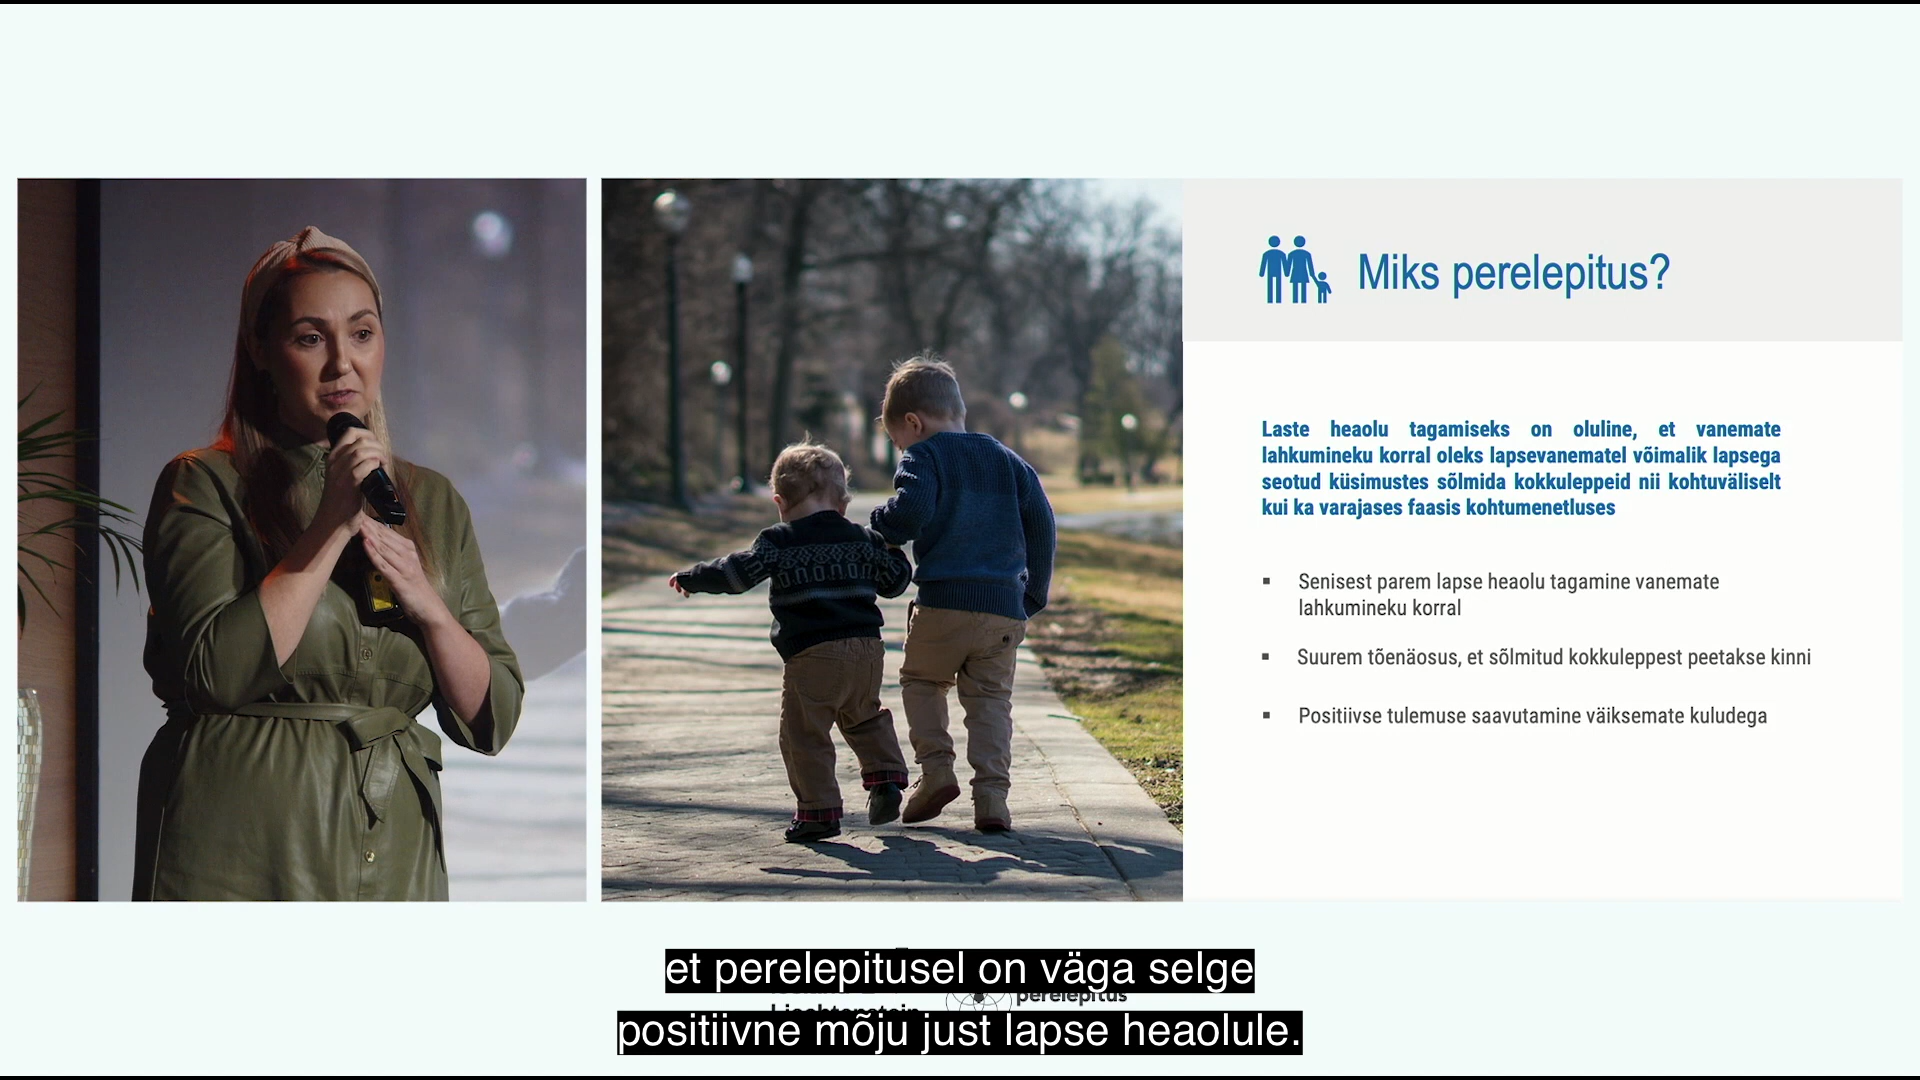 Miks perelepitus?
Laste heaolu tagamiseks on oluline, et vanemate
lahkumineku korral oleks lapsevanematel võimalik lapsega
seotud küsimustes sõlmida kokkuleppeid nii kohtuväliselt
kui ka varajases faasis kohtumenetluses
▪ Senisest parem lapse heaolu tagamine vanemate
lahkumineku korral
▪ Suurem tõenäosus, et sõlmitud kokkuleppest peetakse kinni
▪ Positiivse tulemuse saavutamine väiksemate kuludega
et perelepitusel on väga selge
perelepitus
Liechtenstein
positiivne mõju just lapse heaolule.